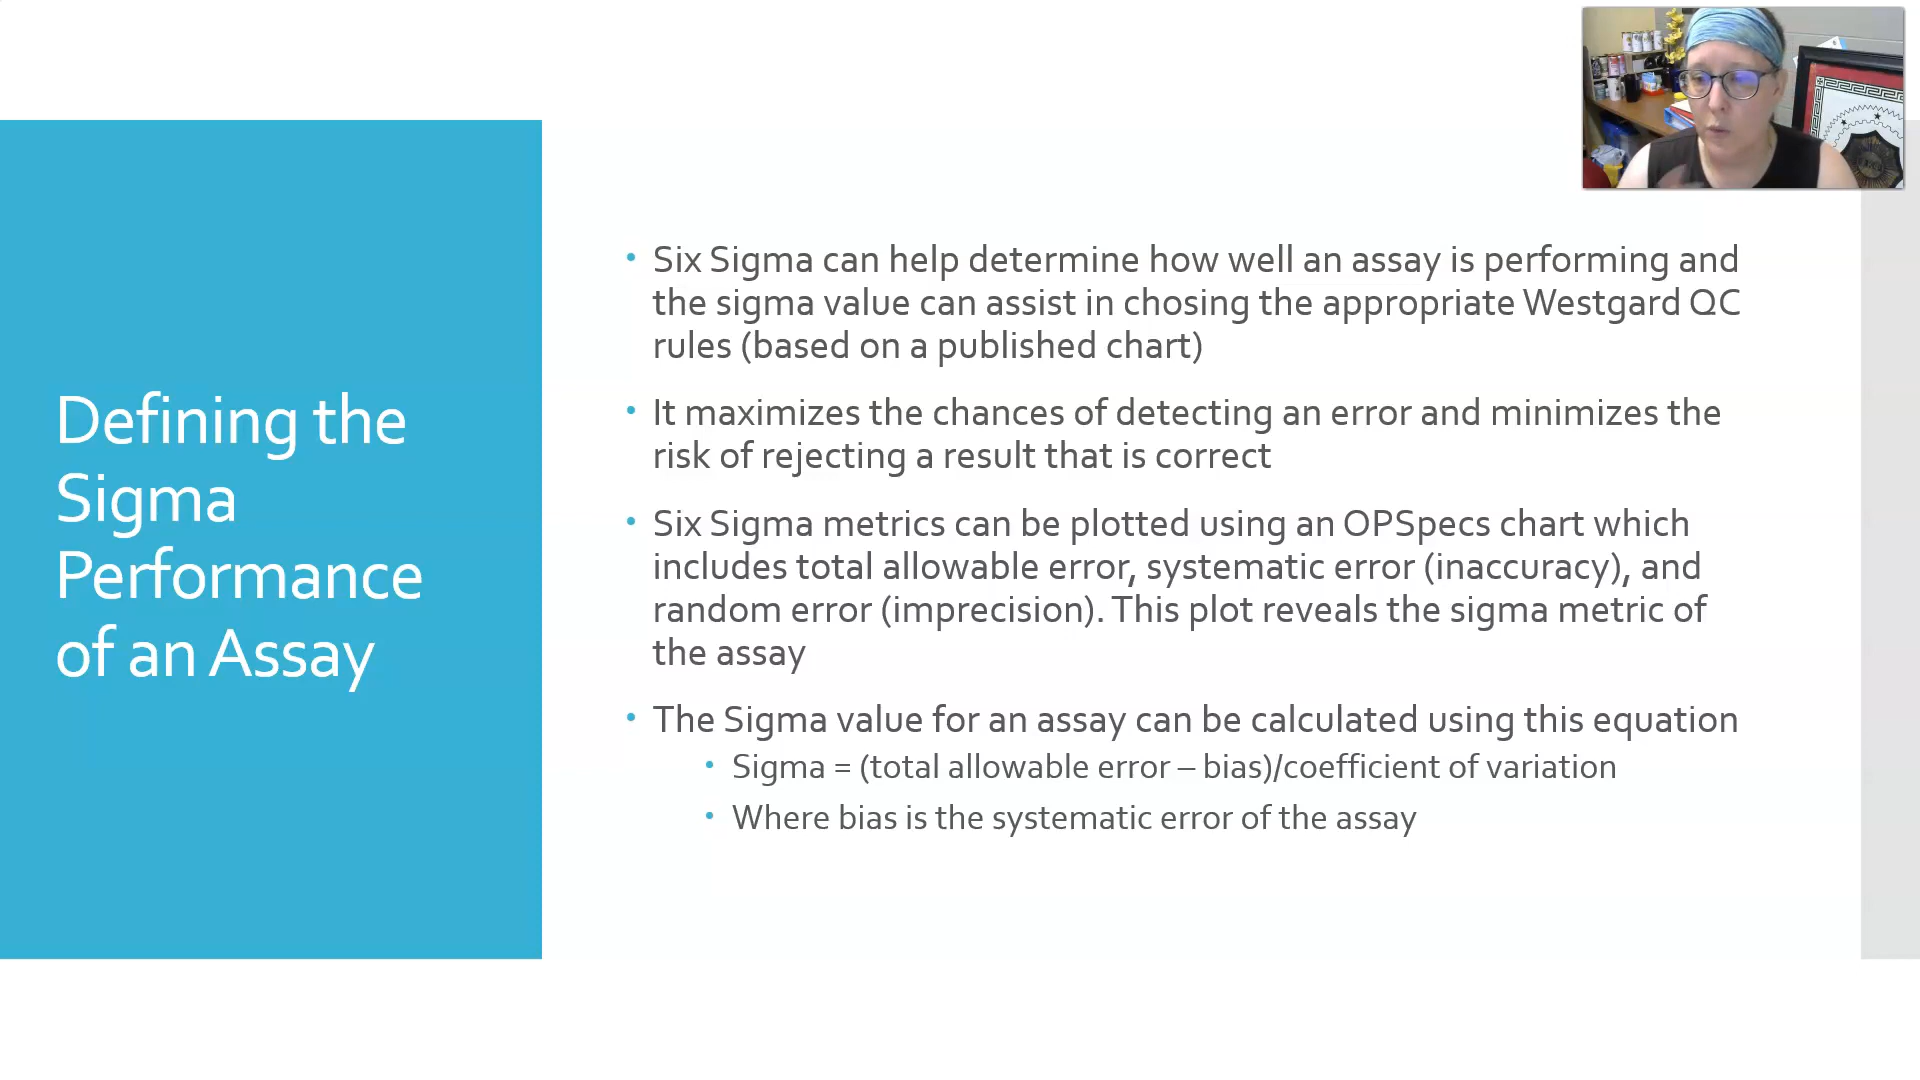 Defining the
Sigma
Performance
of an Assay
• Six Sigma can help determine how well an assay is performing and
the sigma value can assist in chosing the appropriate Westgard QC
rules (based on a published chart)
• It maximizes the chances of detecting an error and minimizes the
risk of rejecting a result that is correct
• Six Sigma metrics can be plotted using an OPSpecs chart which
includes total allowable error, systematic error (inaccuracy), and
random error (imprecision). This plot reveals the sigma metric of
the assay
• The Sigma value for an assay can be calculated using this equation
• Sigma = (total allowable error – bias)/coefficient of variation
• Where bias is the systematic error of the assay